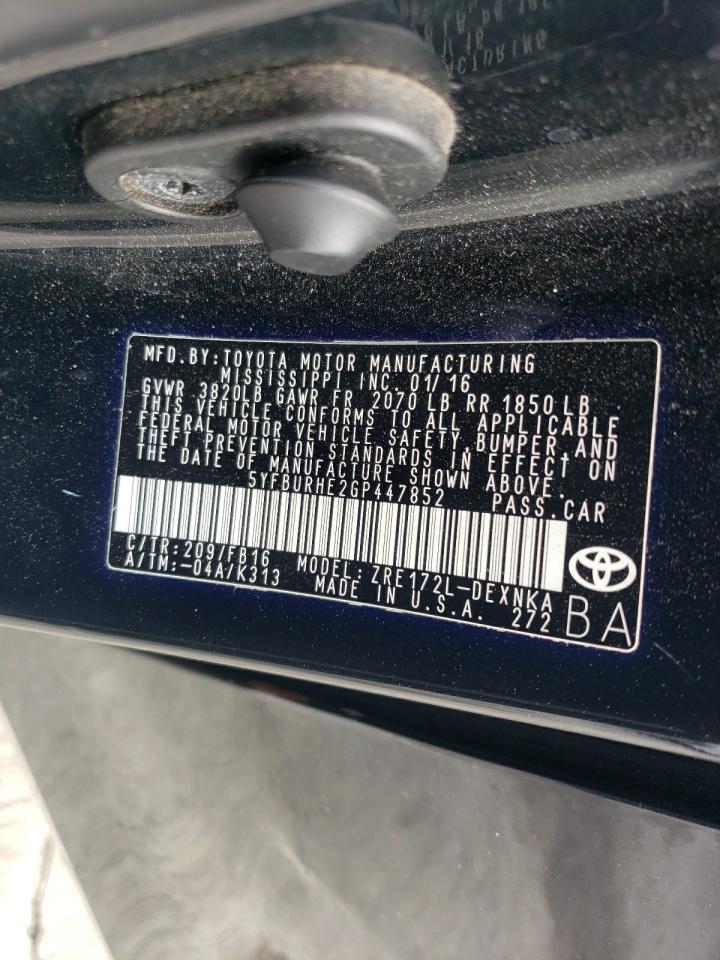 MFD. BY: TOYOTA MOTOR MANUFACTURING
MISSISSIPPI INC. 01/16
GVWR 3820LB GAWR FR 2070 LB RR 1850 LB
THIS VEHICLE CONFORMS TO ALL APPLICABLE
FEDERAL MOTOR VEHICLE SAFETY, BUMPER, AND
THEFT PREVENTION STANDARDS IN EFFECT ON
THE DATE OF MANUFACTURE SHOWN ABOVE.
5YFBURHE2GP447852 PASS. CAR
C/TR: 209/FB16 MODEL: ZRE172L-DEXNKA
A/TM: -04A/K313 MADE IN U.S.A. 272
BA